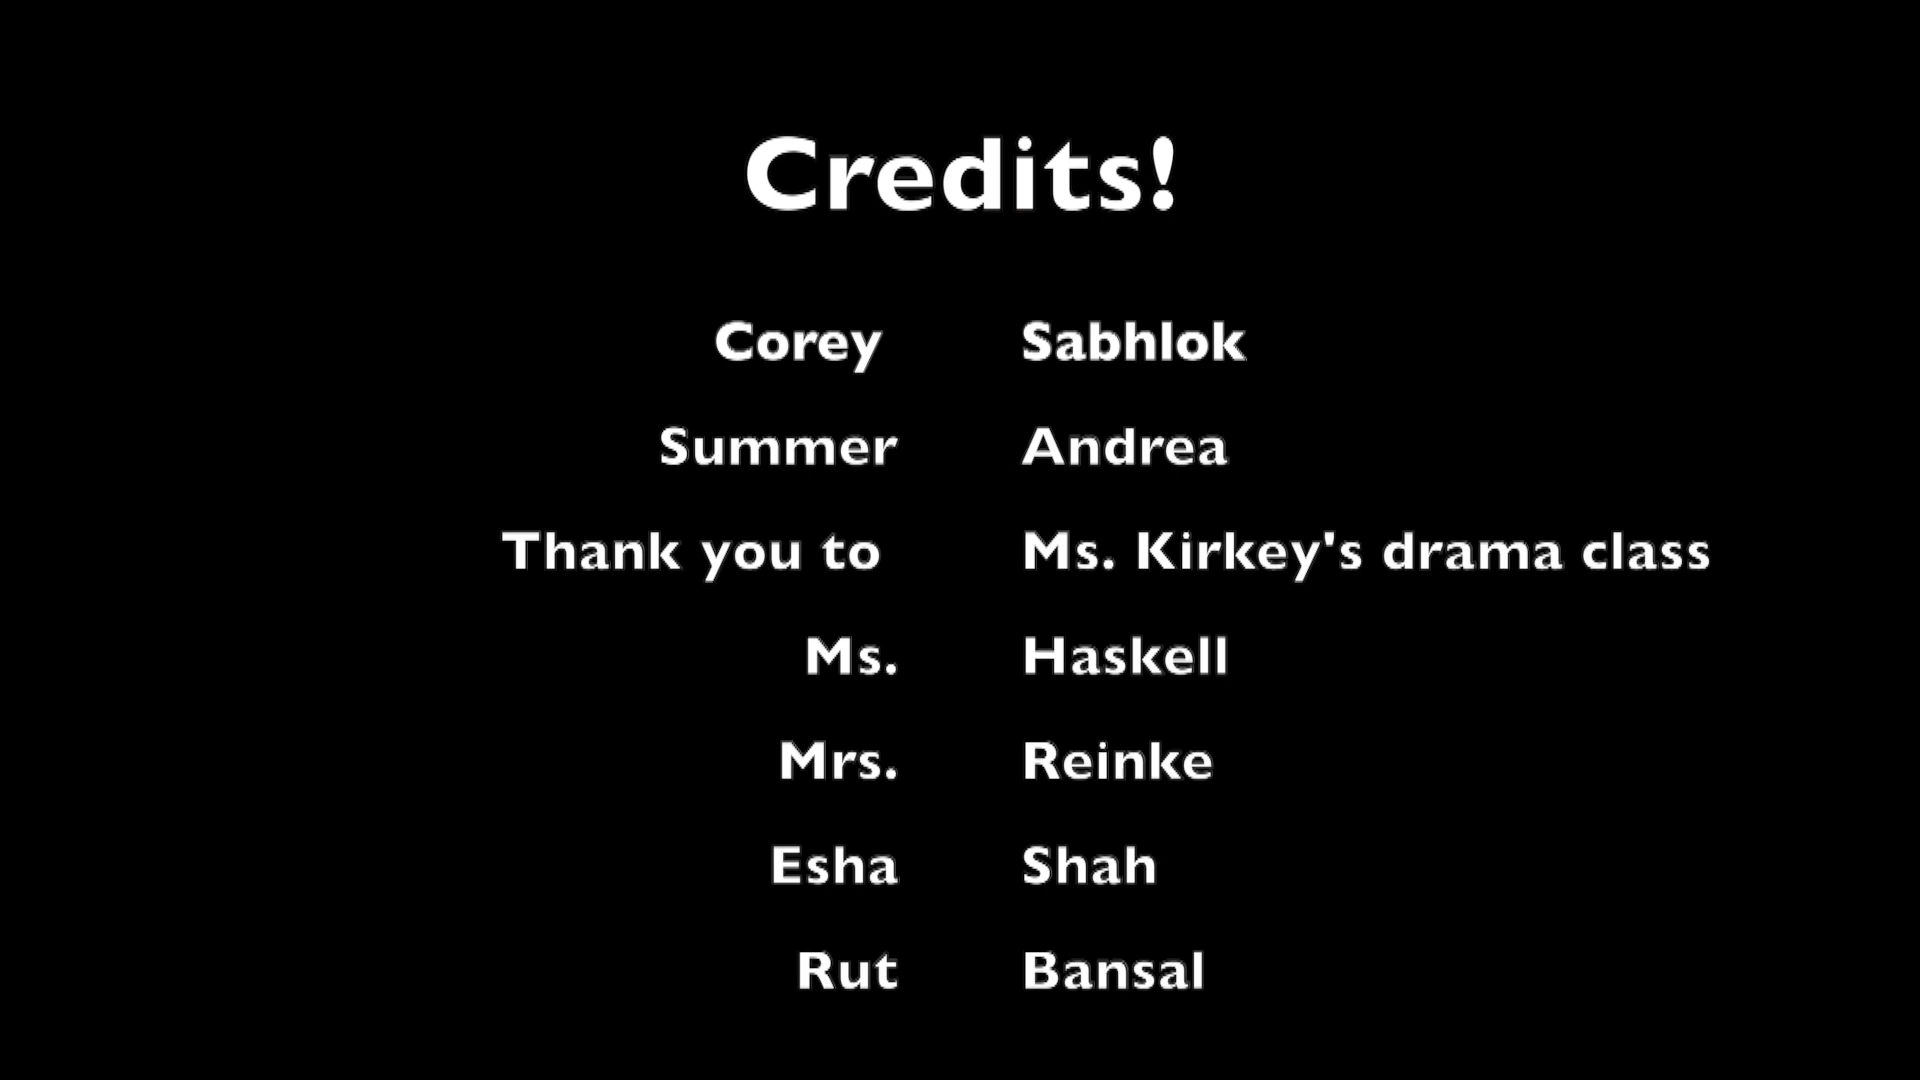 Credits!
Corey Sabhlok
Summer Andrea
Thank you to Ms. Kirkey's drama class
Ms. Haskell
Mrs. Reinke
Esha Shah
Rut Bansal